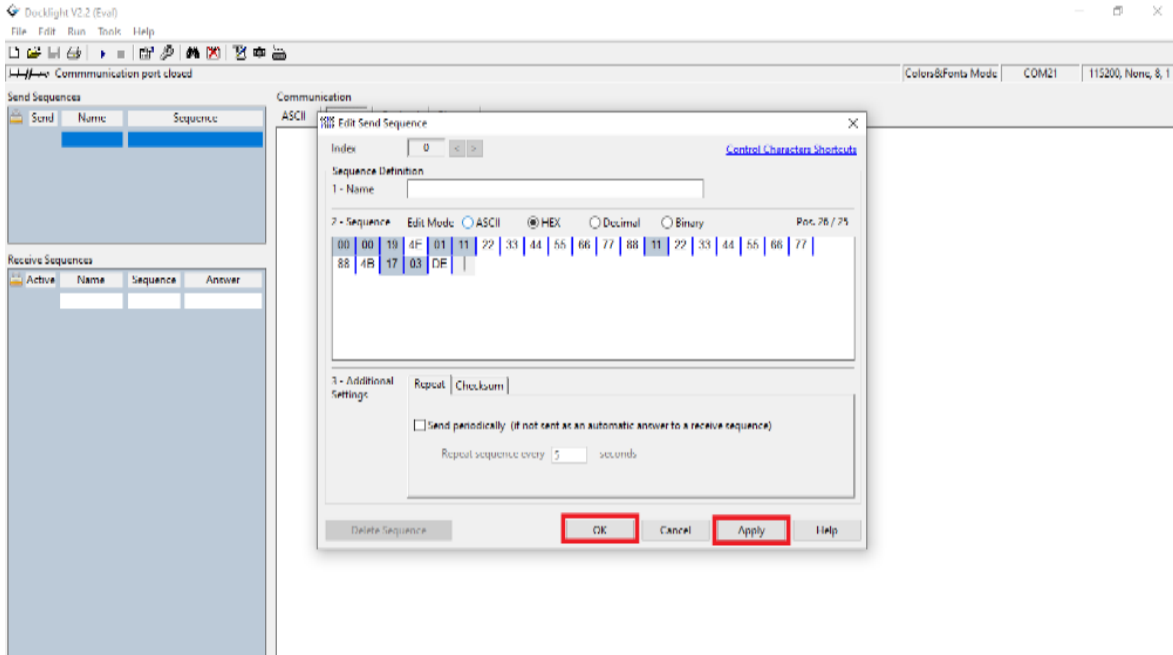 Docklight V2.2 (Eval)
File Edit Run Tools Help
Commmunication port closed
Colors&Fonts Mode COM21 115200, None, 8, 1
Send Sequences
Send Name Sequence
Communication
ASCII
Edit Send Sequence
Index 0 < > Control Characters Shortcuts
Sequence Definition
1 - Name
2 - Sequence Edit Mode ASCII HEX Decimal Binary Pos. 26 / 25
00 00 19 4E 01 11 22 33 44 55 66 77 88 11 22 33 44 55 66 77
88 4B 17 03 DE
Receive Sequences
Active Name Sequence Answer
3 - Additional Settings
Repeat Checksum
Send periodically (if not sent as an automatic answer to a receive sequence)
Repeat sequence every 5 seconds
Delete Sequence OK Cancel Apply Help